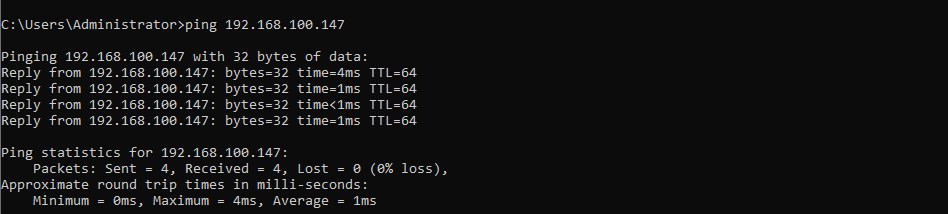 C:\Users\Administrator>ping 192.168.100.147
Pinging 192.168.100.147 with 32 bytes of data:
Reply from 192.168.100.147: bytes=32 time=4ms TTL=64
Reply from 192.168.100.147: bytes=32 time=1ms TTL=64
Reply from 192.168.100.147: bytes=32 time<1ms TTL=64
Reply from 192.168.100.147: bytes=32 time=1ms TTL=64
Ping statistics for 192.168.100.147:
    Packets: Sent = 4, Received = 4, Lost = 0 (0% loss),
Approximate round trip times in milli-seconds:
    Minimum = 0ms, Maximum = 4ms, Average = 1ms